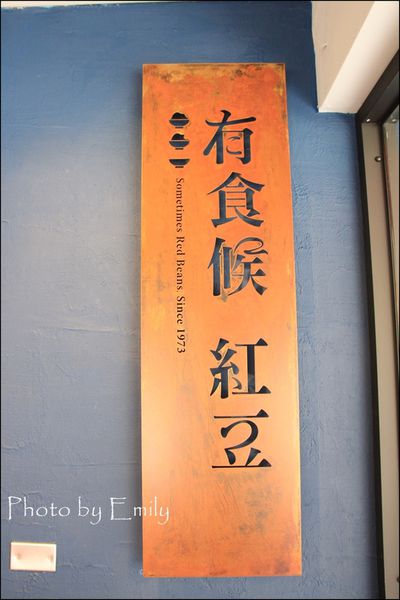 有食候 紅豆
Sometimes Red Beans. Since 1973
Photo by Emily